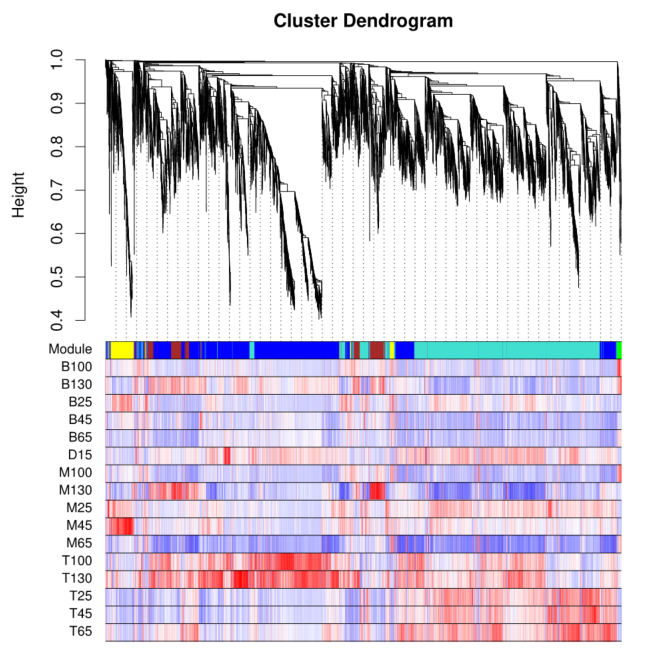 Cluster Dendrogram
Height
1.0
0.9
0.8
0.7
0.6
0.5
0.4
Module
B100
B130
B25
B45
B65
D15
M100
M130
M25
M45
M65
T100
T130
T25
T45
T65